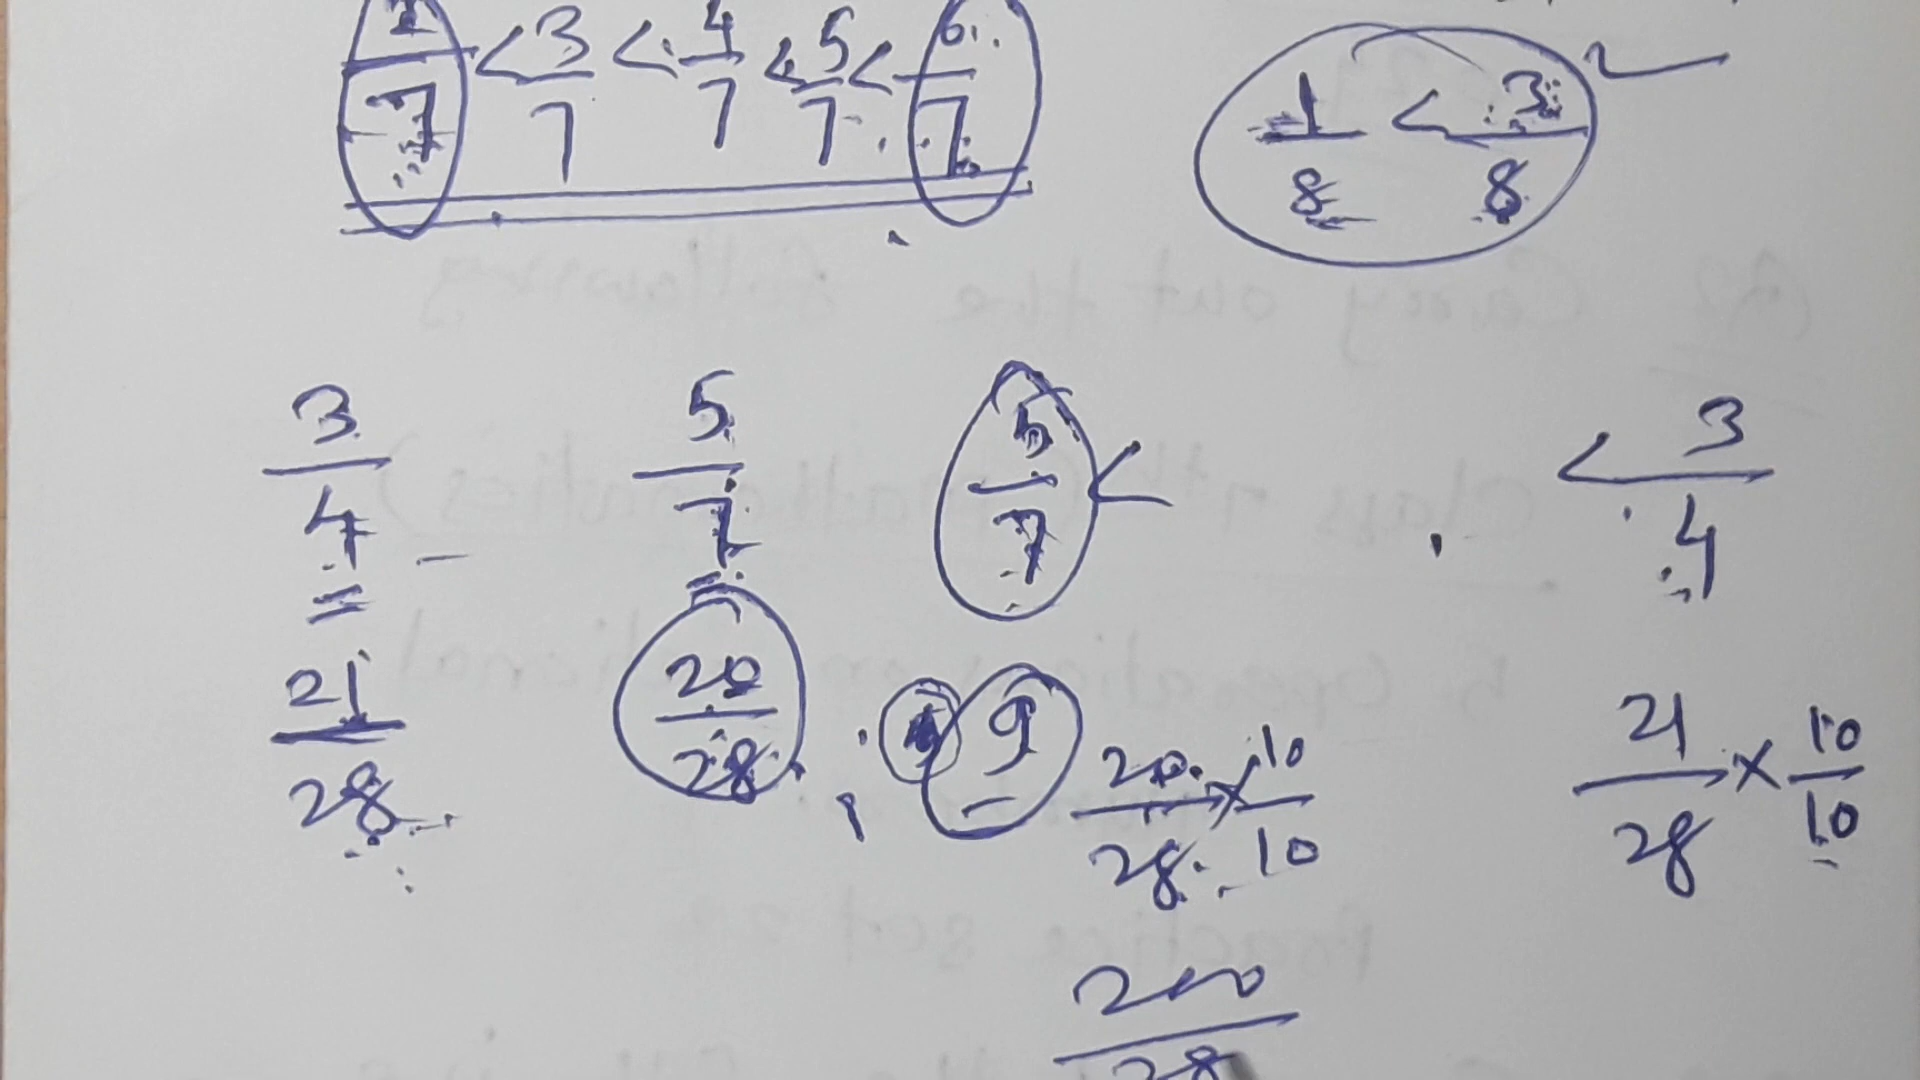 2/7 < 3/7 < 4/7 < 5/7 < 6/7
1/8 < 3/8
3/4 5/7 5/7 < < 3/4
= =
21/28 20/28 9 20/28 × 10/10 21/28 × 10/10
200/28